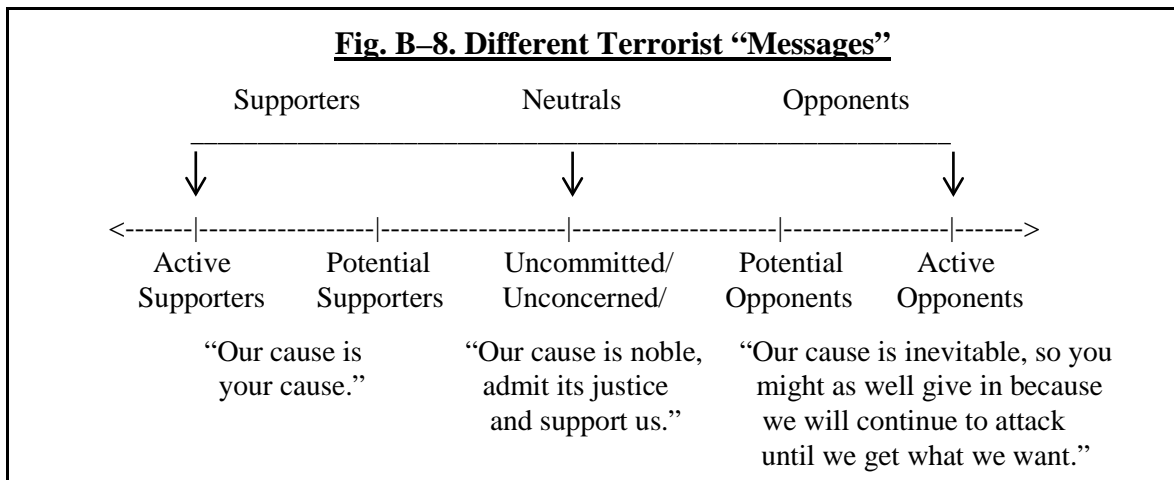 Fig. B–8. Different Terrorist “Messages”
Supporters Neutrals Opponents
<-------|------------------|-------------------|---------------------|-----------------|------->
Active Potential Uncommitted/ Potential Active
Supporters Supporters Unconcerned/ Opponents Opponents
“Our cause is “Our cause is noble, “Our cause is inevitable, so you
your cause.” admit its justice might as well give in because
and support us.” we will continue to attack
until we get what we want.”